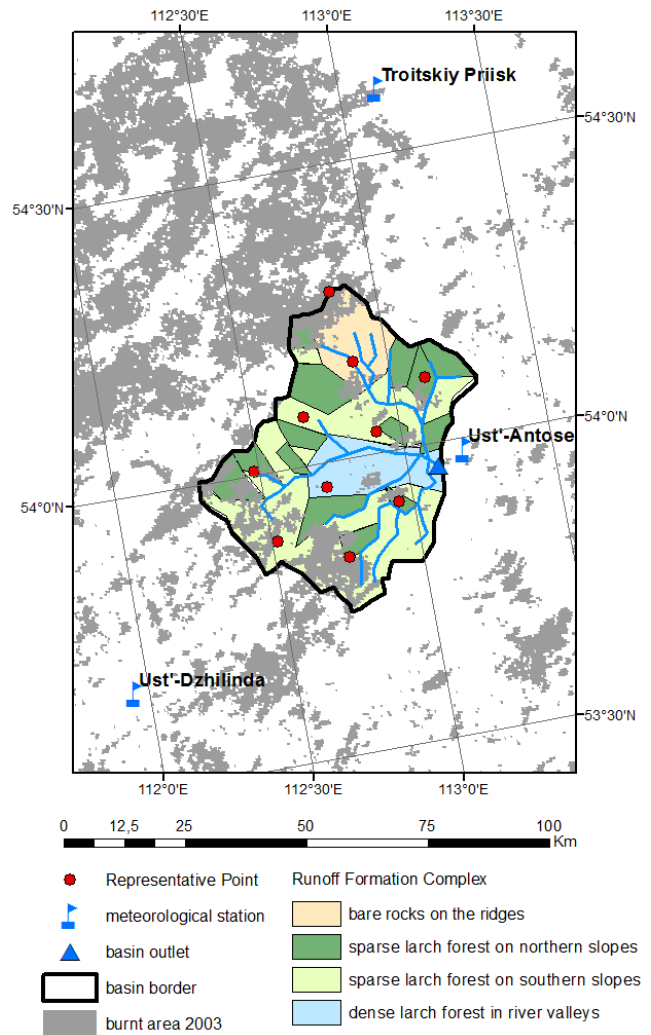 112°30'E
113°0'E
113°30'E
Troitskiy Priisk
54°30'N
54°30'N
54°0'N
Ust'-Antose
54°0'N
Ust'-Dzhilinda
53°30'N
112°0'E
112°30'E
113°0'E
0
12,5
25
50
75
100
Km
Representative Point
Runoff Formation Complex
meteorological station
bare rocks on the ridges
basin outlet
sparse larch forest on northern slopes
basin border
sparse larch forest on southern slopes
burnt area 2003
dense larch forest in river valleys